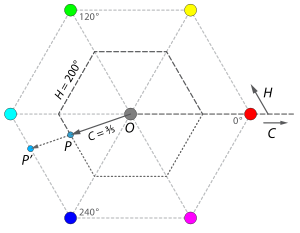 120°
H = 200°
H
0°
C
O
C = ⅗
P
P′
240°